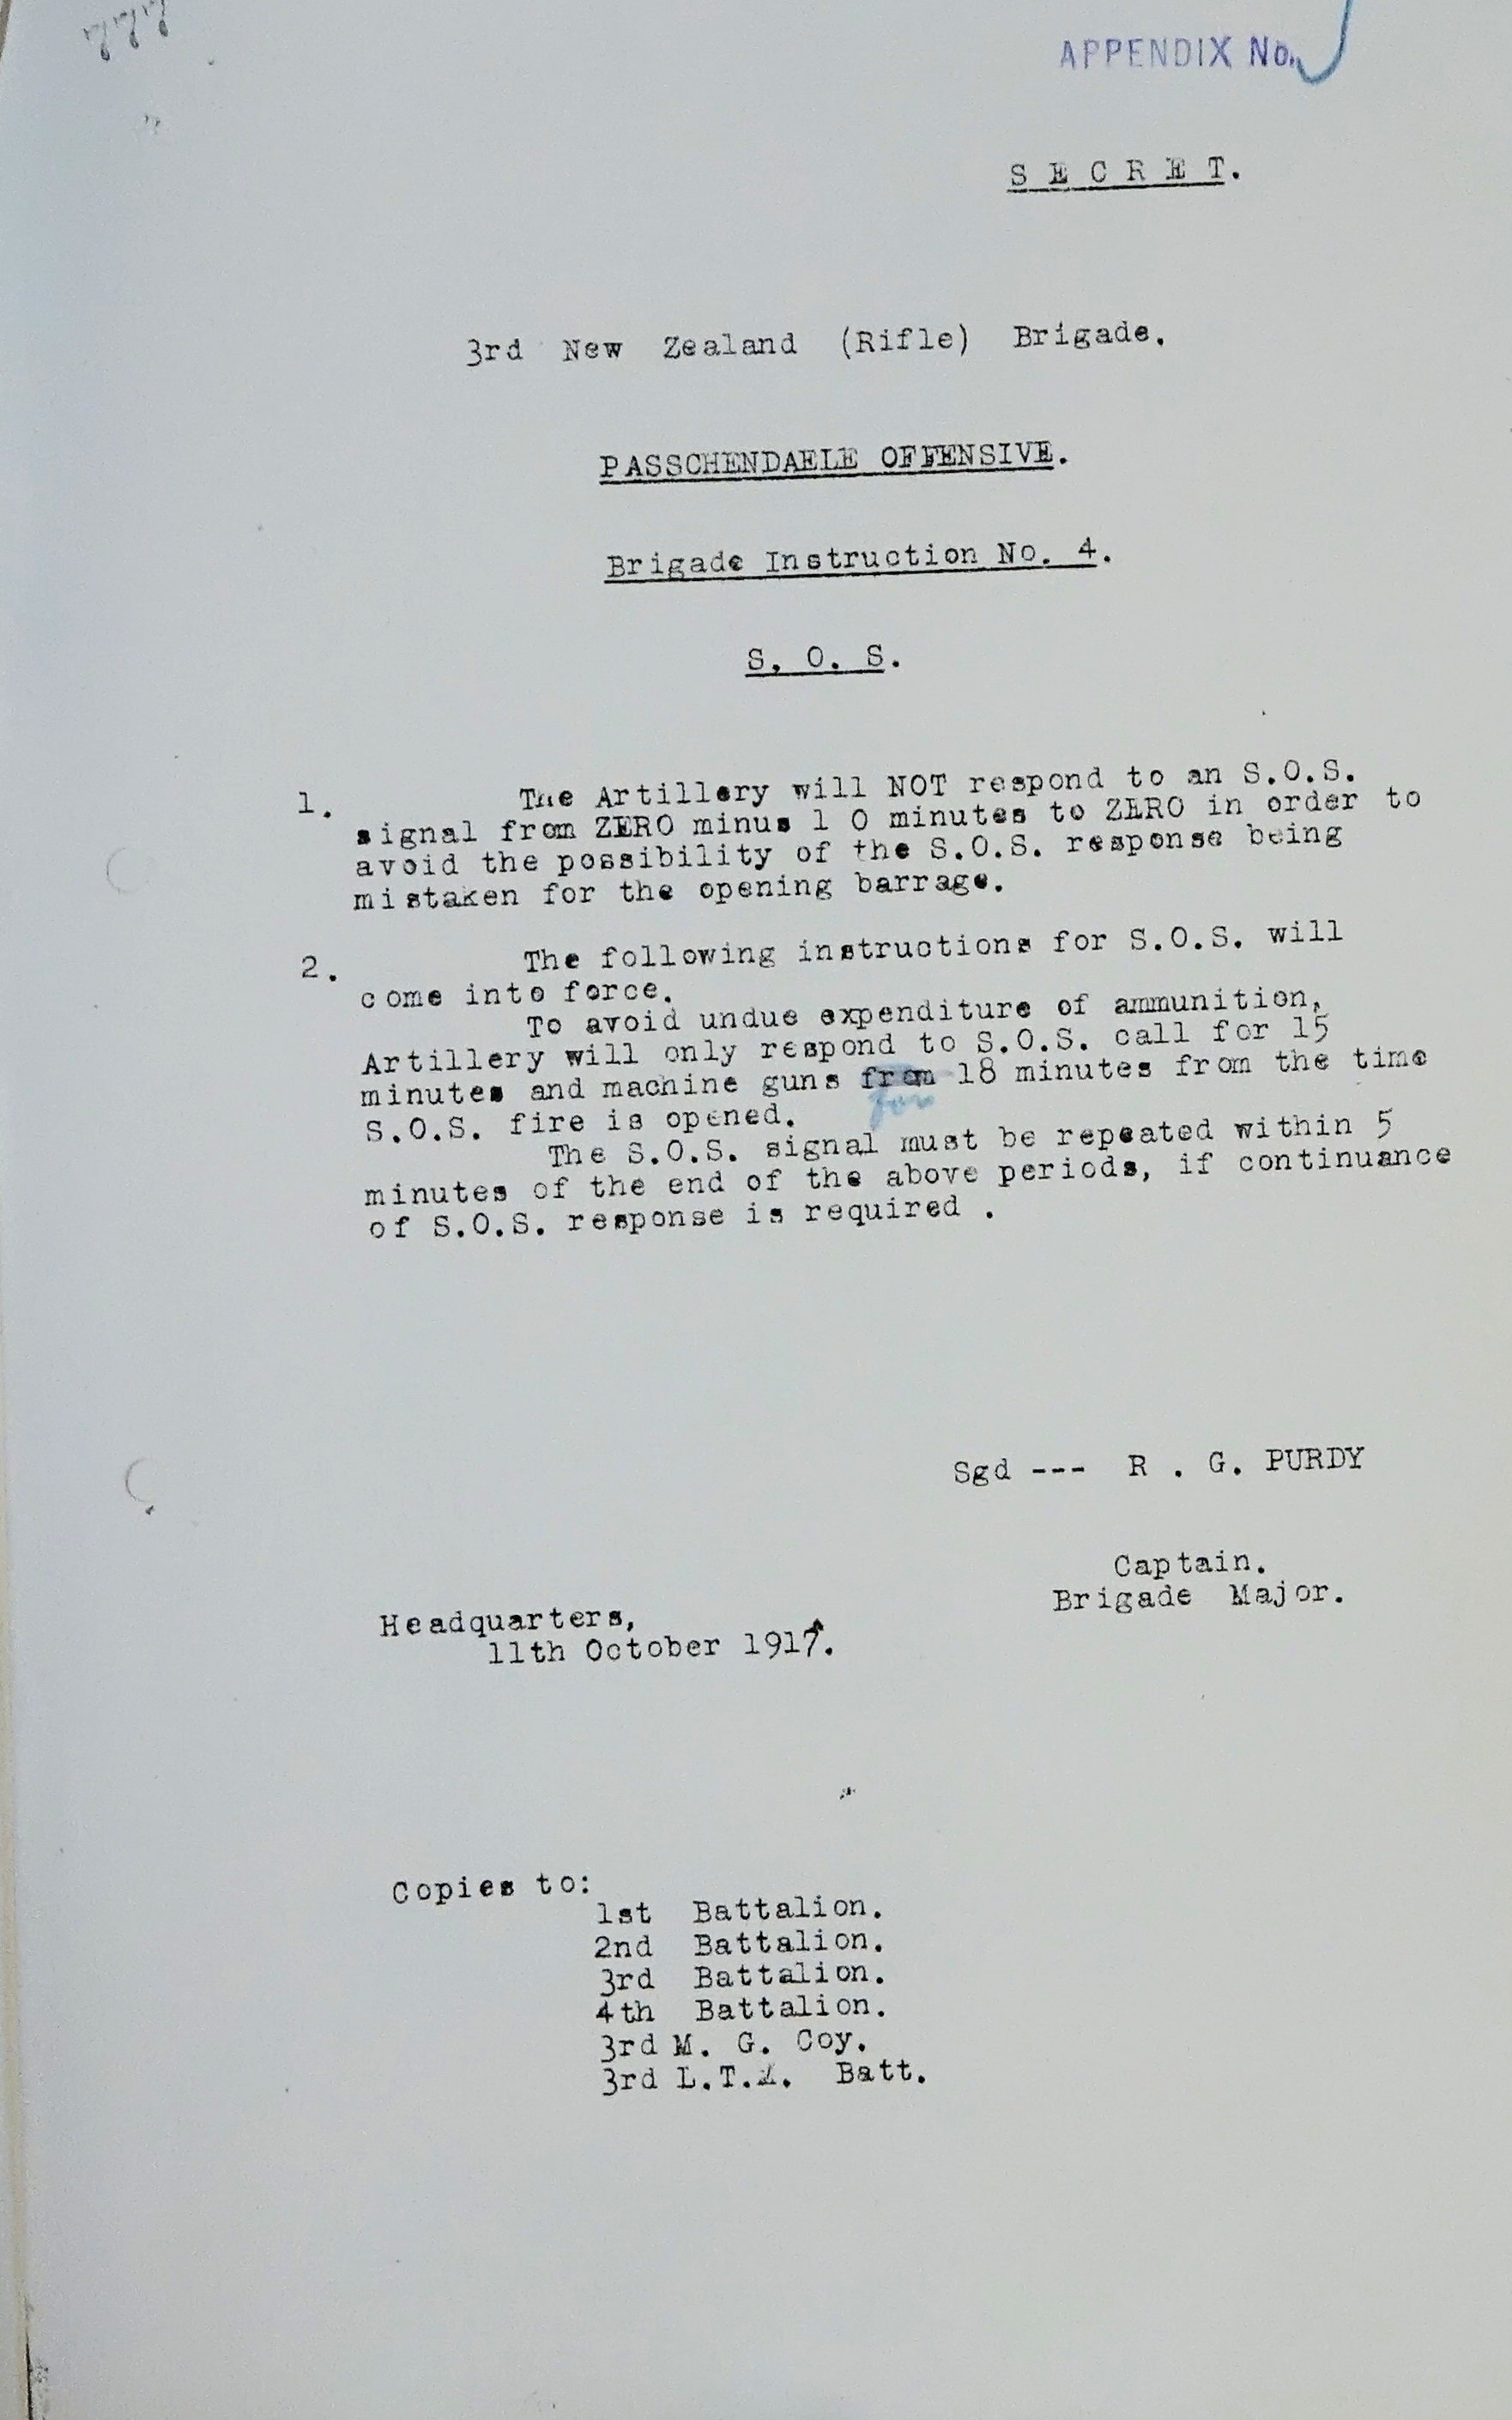 APPENDIX No.
S E C R E T.
3rd New Zealand (Rifle) Brigade.
PASSCHENDAELE OFFENSIVE.
Brigade Instruction No. 4.
S. O. S.
1. The Artillery will NOT respond to an S.O.S.
signal from ZERO minus 1 0 minutes to ZERO in order to
avoid the possibility of the S.O.S. response being
mistaken for the opening barrage.
2. The following instructions for S.O.S. will
come into force.
To avoid undue expenditure of ammunition,
Artillery will only respond to S.O.S. call for 15
minutes and machine guns from 18 minutes from the time
for
S.O.S. fire is opened.
The S.O.S. signal must be repeated within 5
minutes of the end of the above periods, if continuance
of S.O.S. response is required .
Sgd --- R . G. PURDY
Captain.
Brigade Major.
Headquarters,
11th October 1917.
Copies to:
1st Battalion.
2nd Battalion.
3rd Battalion.
4th Battalion.
3rd M. G. Coy.
3rd L.T. Batt.